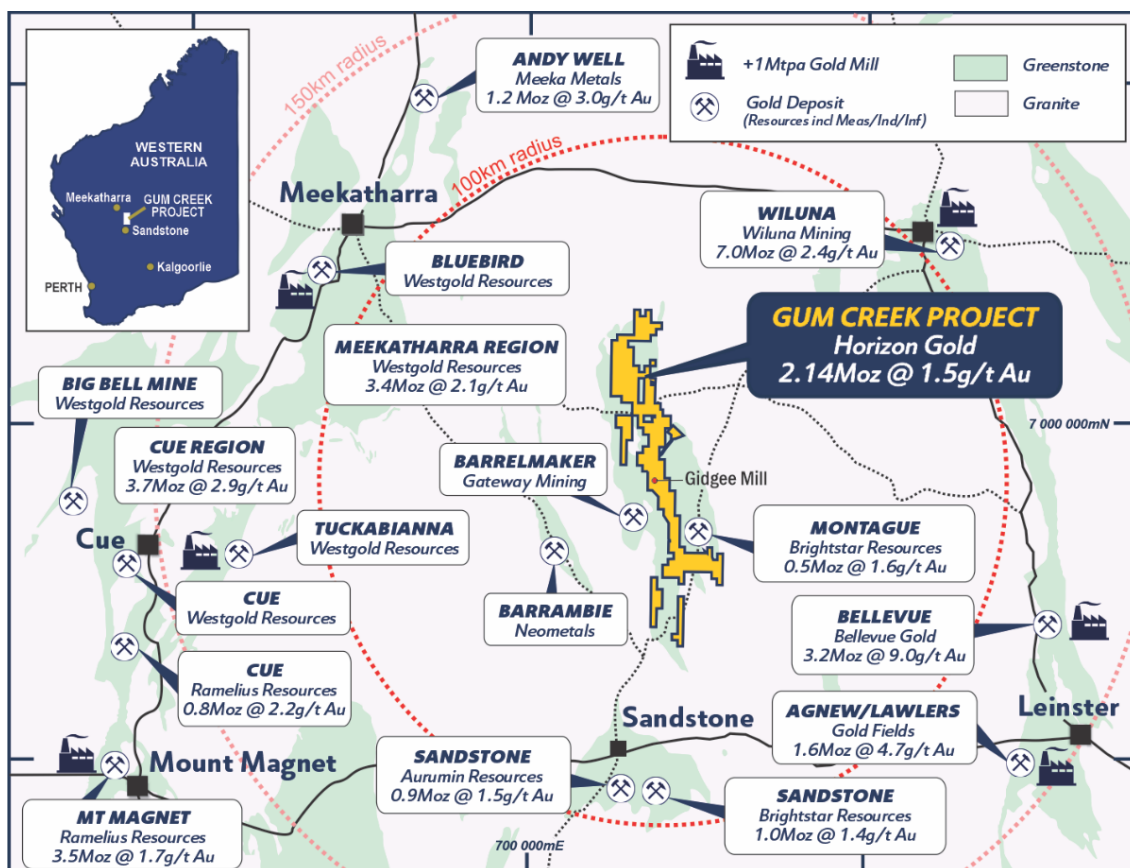 WESTERN
AUSTRALIA
Meekatharra
GUM CREEK
PROJECT
Sandstone
Kalgoorlie
PERTH
150km radius
100km radius
ANDY WELL
Meeka Metals
1.2 Moz @ 3.0g/t Au
+1Mtpa Gold Mill
Gold Deposit
(Resources incl Meas/Ind/Inf)
Greenstone
Granite
Meekatharra
WILUNA
Wiluna Mining
7.0Moz @ 2.4g/t Au
BLUEBIRD
Westgold Resources
MEEKATHARRA REGION
Westgold Resources
3.4Moz @ 2.1g/t Au
GUM CREEK PROJECT
Horizon Gold
2.14Moz @ 1.5g/t Au
BIG BELL MINE
Westgold Resources
7 000 000mN
CUE REGION
Westgold Resources
3.7Moz @ 2.9g/t Au
BARRELMAKER
Gateway Mining
Gidgee Mill
Cue
TUCKABIANNA
Westgold Resources
MONTAGUE
Brightstar Resources
0.5Moz @ 1.6g/t Au
CUE
Westgold Resources
BARRAMBIE
Neometals
BELLEVUE
Bellevue Gold
3.2Moz @ 9.0g/t Au
CUE
Ramelius Resources
0.8Moz @ 2.2g/t Au
AGNEW/LAWLERS
Gold Fields
1.6Moz @ 4.7g/t Au
Leinster
Sandstone
Mount Magnet
SANDSTONE
Aurumin Resources
0.9Moz @ 1.5g/t Au
SANDSTONE
Brightstar Resources
1.0Moz @ 1.4g/t Au
MT MAGNET
Ramelius Resources
3.5Moz @ 1.7g/t Au
700 000mE